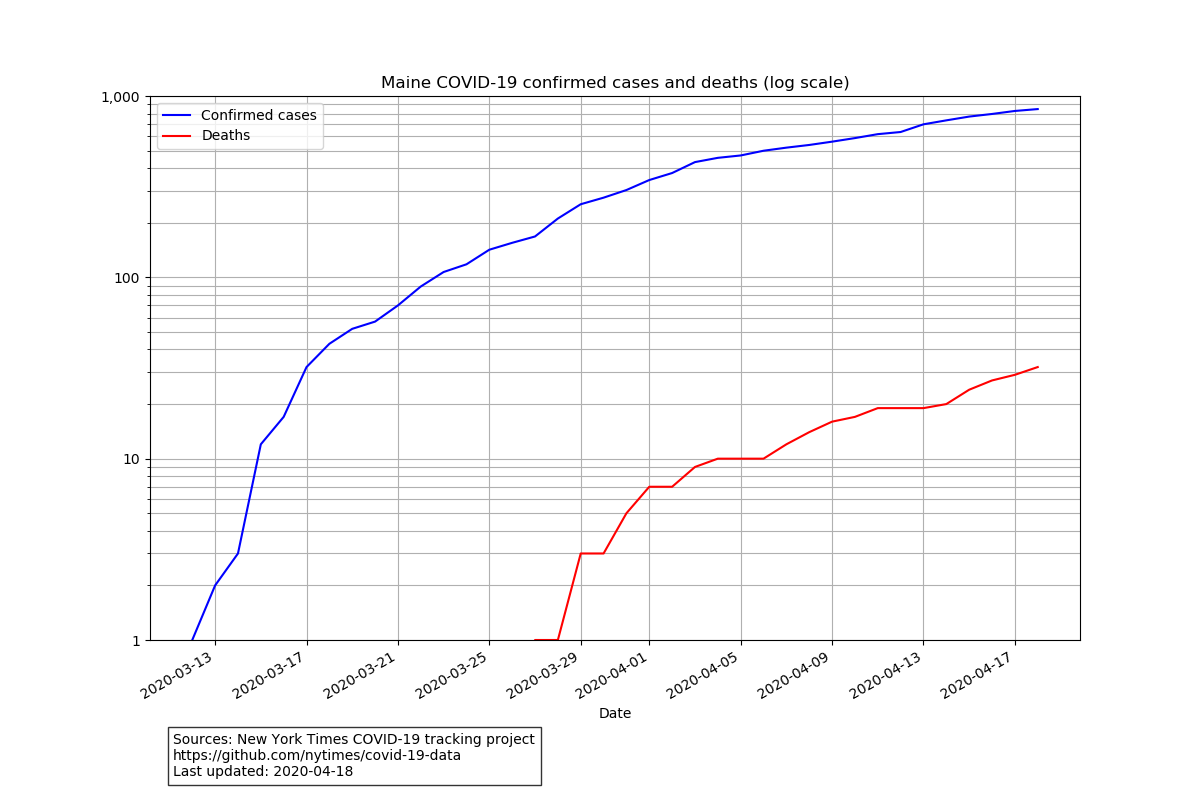 Maine COVID-19 confirmed cases and deaths (log scale)
1,000
Confirmed cases
Deaths
100
10
1
2020-03-13
2020-03-17
2020-03-21
2020-03-25
2020-03-29
2020-04-01
2020-04-05
2020-04-09
2020-04-13
2020-04-17
Date
Sources: New York Times COVID-19 tracking project
https://github.com/nytimes/covid-19-data
Last updated: 2020-04-18